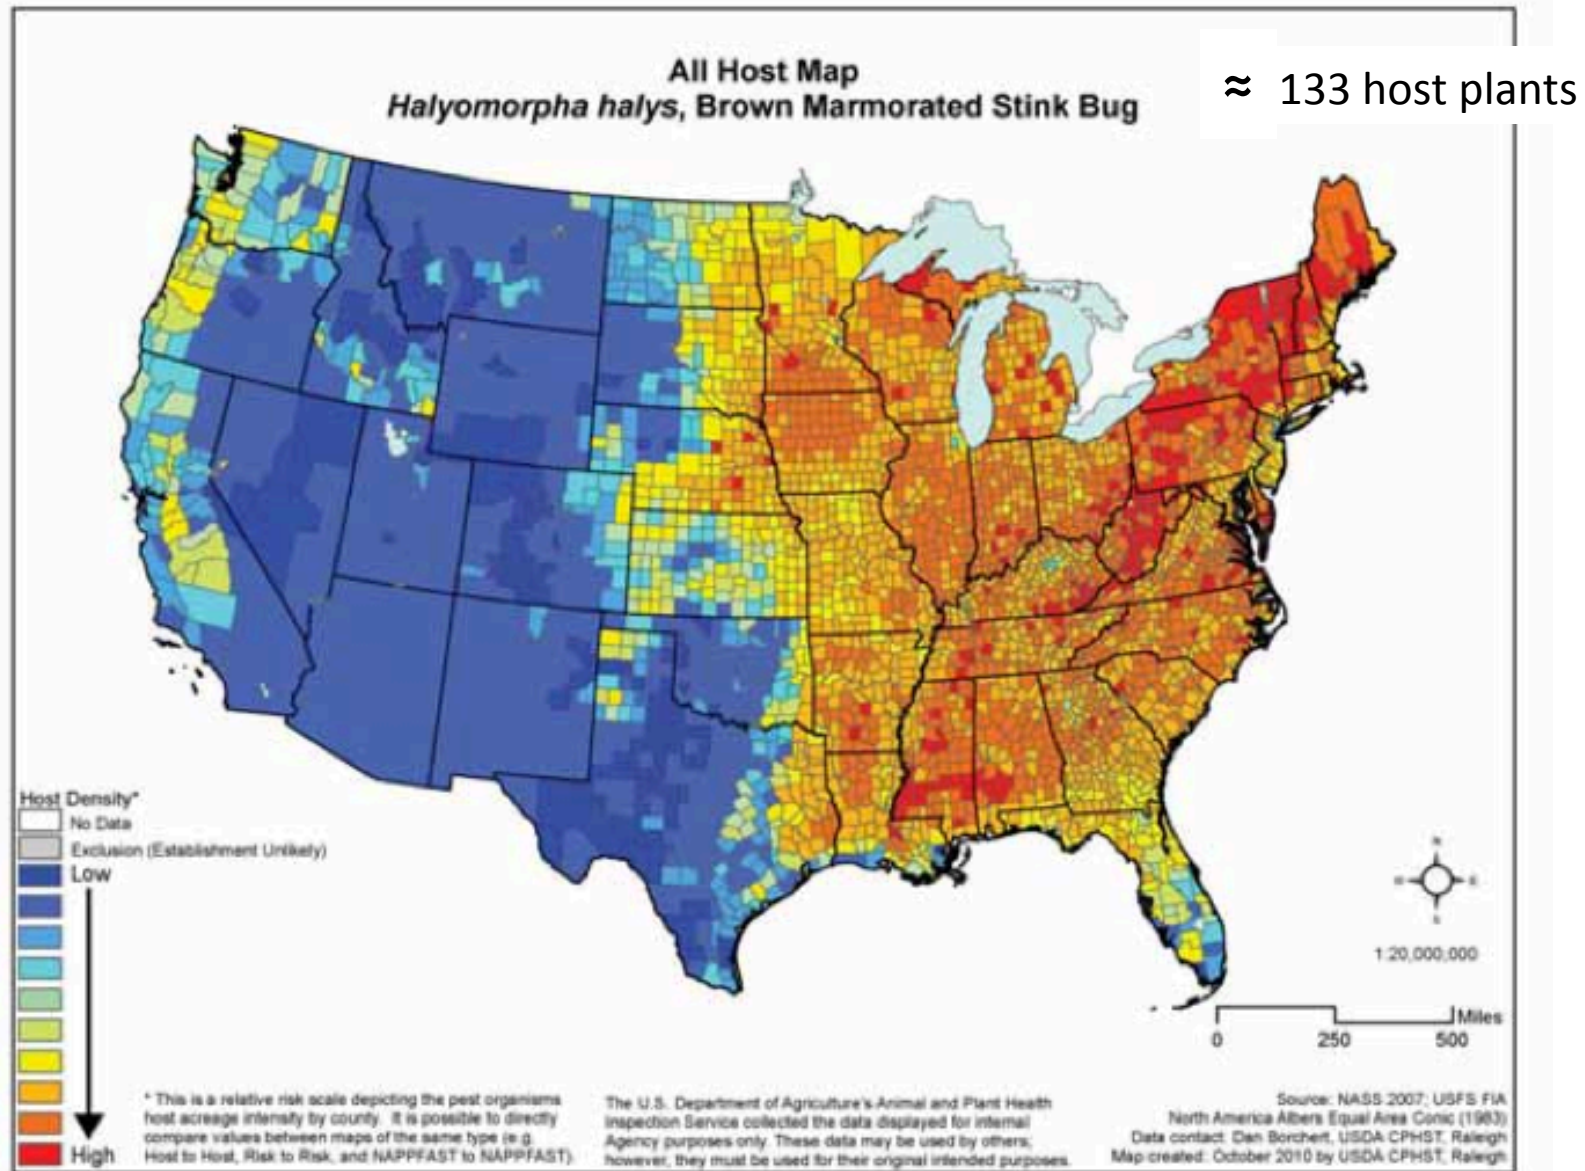 All Host Map
Halyomorpha halys, Brown Marmorated Stink Bug
≈ 133 host plants
Host Density*
No Data
Exclusion (Establishment Unlikely)
Low
High
N
S
1:20,000,000
Miles
0 250 500
* This is a relative risk scale depicting the pest organisms
host acreage intensity by county. It is possible to directly
compare values between maps of the same type (e.g.
Host to Host, Risk to Risk, and NAPPFAST to NAPPFAST).
The U.S. Department of Agriculture's Animal and Plant Health
Inspection Service collected the data displayed for internal
Agency purposes only. These data may be used by others;
however, they must be used for their original intended purposes.
Source: NASS 2007; USFS FIA
North America Albers Equal Area Conic (1983)
Data contact: Dan Borchert, USDA CPHST, Raleigh
Map created: October 2010 by USDA CPHST, Raleigh